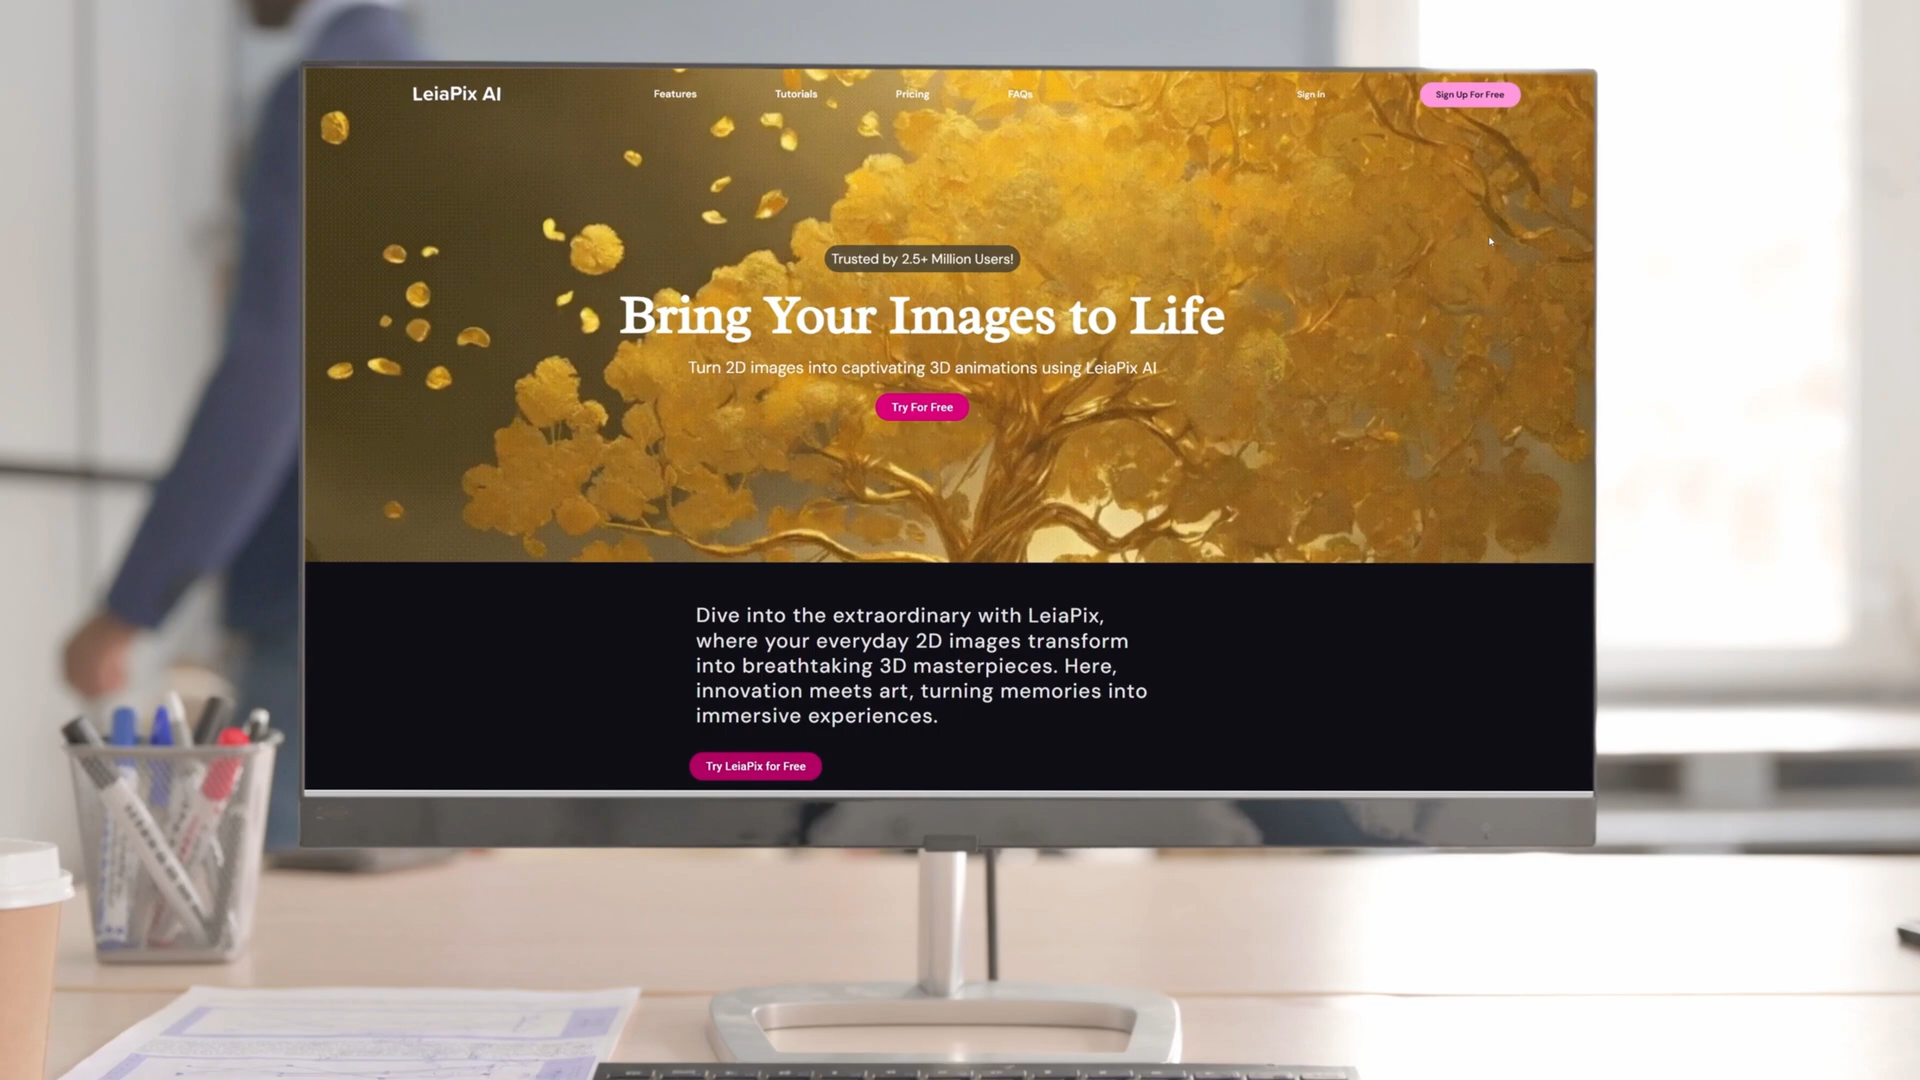 LeiaPix AI
Features
Tutorials
Pricing
FAQs
Sign In
Sign Up For Free
Trusted by 2.5+ Million Users!
Bring Your Images to Life
Turn 2D images into captivating 3D animations using LeiaPix AI
Try For Free
Dive into the extraordinary with LeiaPix,
where your everyday 2D images transform
into breathtaking 3D masterpieces. Here,
innovation meets art, turning memories into
immersive experiences.
Try LeiaPix for Free